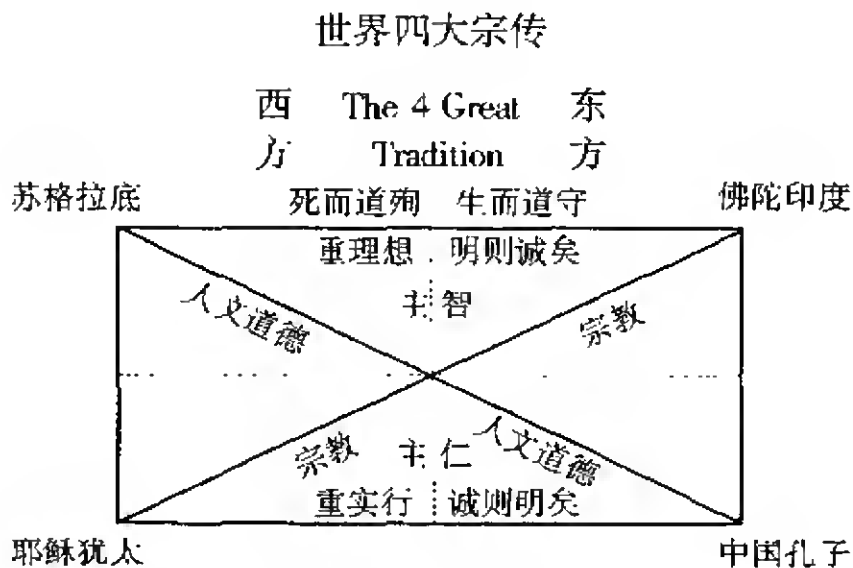 世界四大宗传
西 The 4 Great 东
方 Tradition 方
苏格拉底 死而道殉 生而道守 佛陀印度
重理想 明则诚矣
主智
人文道德 宗教
宗教 主仁 人文道德
重实行 诚则明矣
耶稣犹太 中国孔子